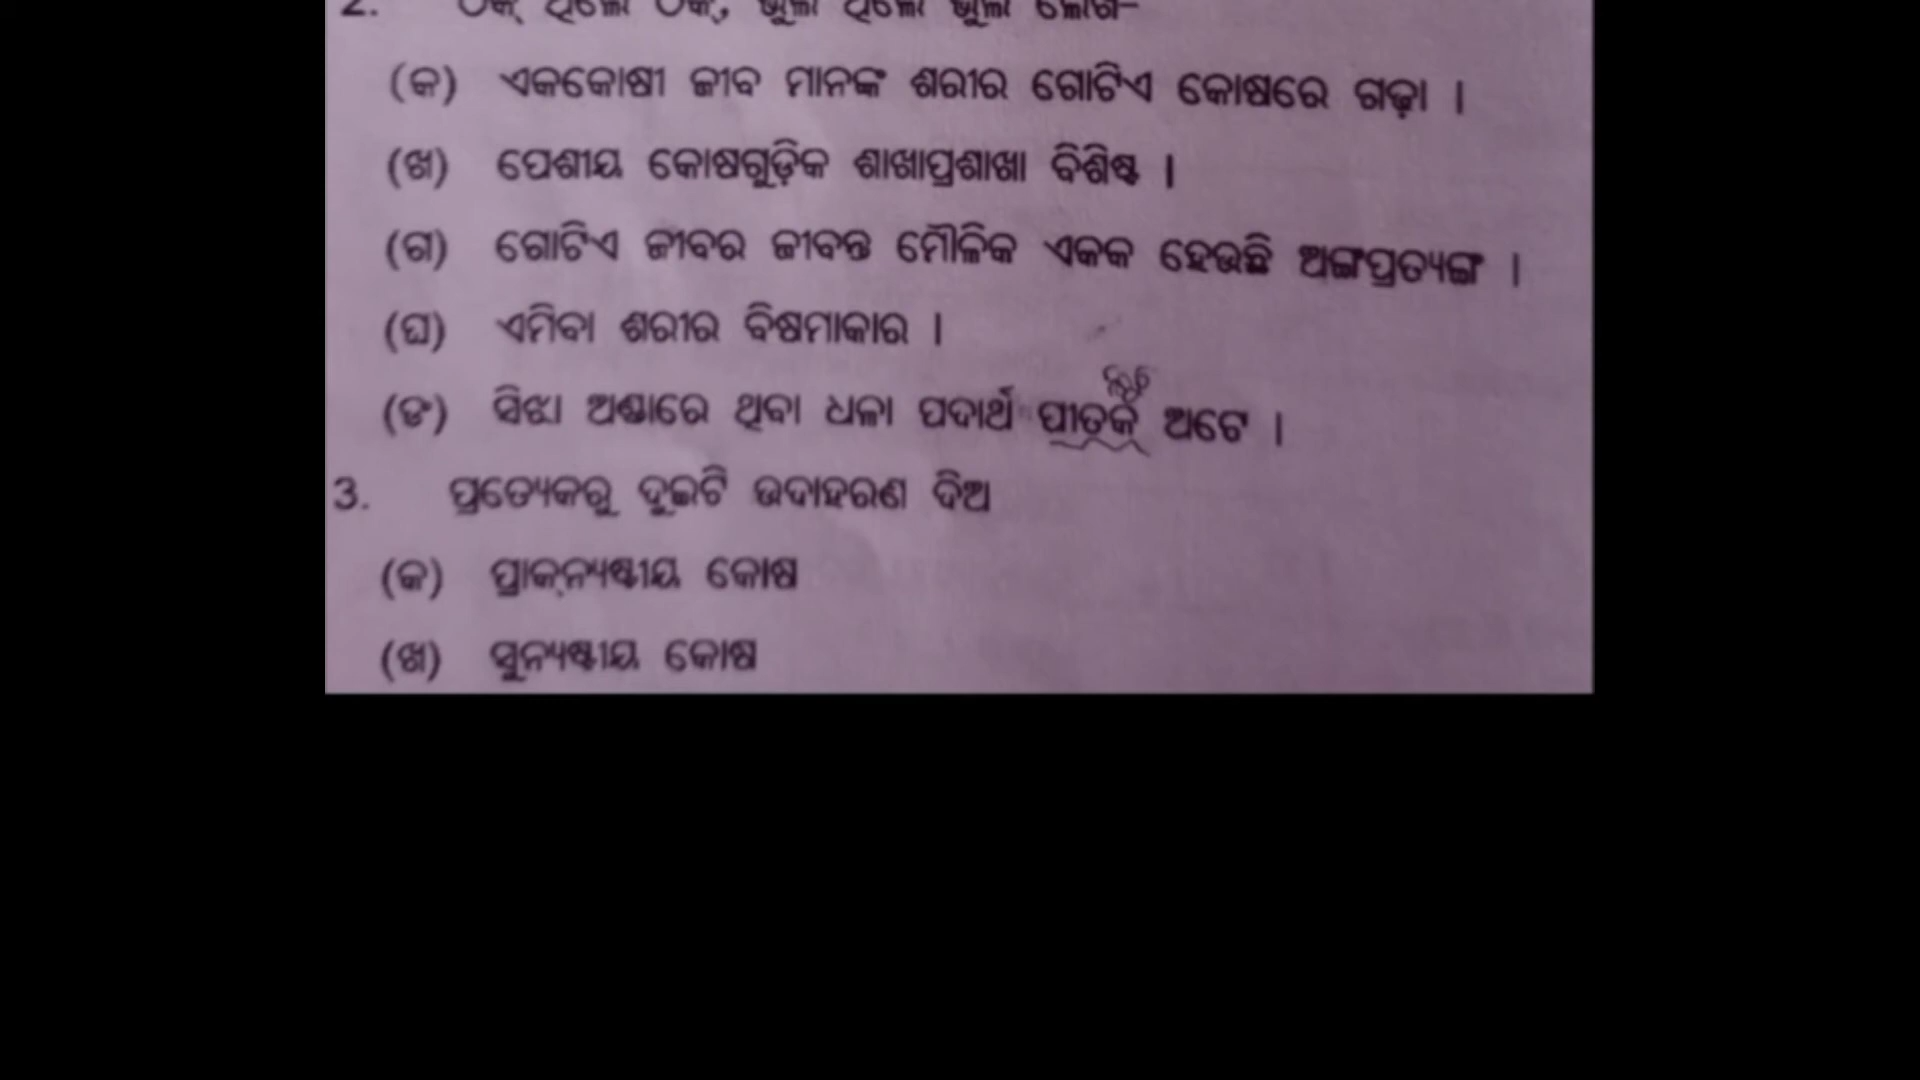 2. ଠିକ୍ ଥିଲେ ଠିକ୍, ଭୁଲ ଥିଲେ ଭୁଲ ଲେଖ-
(କ) ଏକକୋଷୀ ଜୀବ ମାନଙ୍କ ଶରୀର ଗୋଟିଏ କୋଷରେ ଗଢ଼ା ।
(ଖ) ପେଶୀୟ କୋଷଗୁଡ଼ିକ ଶାଖାପ୍ରଶାଖା ବିଶିଷ୍ଟ ।
(ଗ) ଗୋଟିଏ ଜୀବର ଜୀବନ୍ତ ମୌଳିକ ଏକକ ହେଉଛି ଅଙ୍ଗପ୍ରତ୍ୟଙ୍ଗ ।
(ଘ) ଏମିବା ଶରୀର ବିଷମାକାର ।
(ଙ) ସିଝା ଅଣ୍ଡାରେ ଥିବା ଧଳା ପଦାର୍ଥ ପୀତକ ଅଟେ ।
3. ପ୍ରତ୍ୟେକରୁ ଦୁଇଟି ଉଦାହରଣ ଦିଅ
(କ) ପ୍ରାକ୍‌ନ୍ୟଷ୍ଟୀୟ କୋଷ
(ଖ) ସୁନ୍ୟଷ୍ଟୀୟ କୋଷ